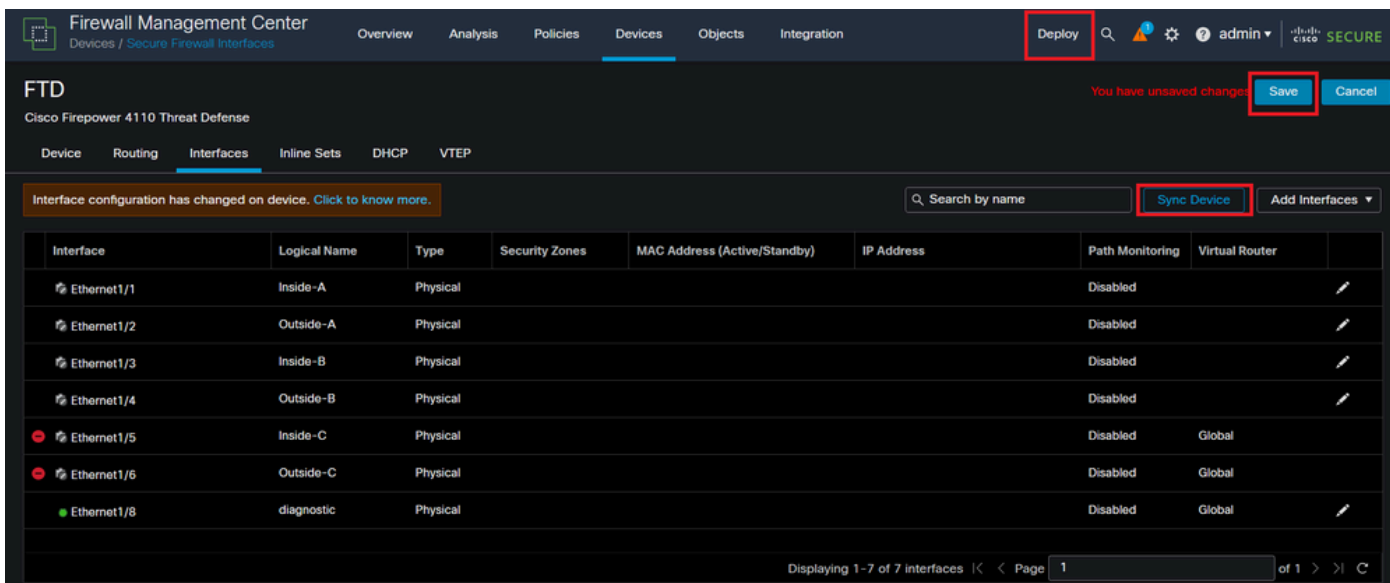 Firewall Management Center
Devices / Secure Firewall Interfaces
Overview Analysis Policies Devices Objects Integration Deploy 1 admin cisco SECURE
FTD
You have unsaved changes Save Cancel
Cisco Firepower 4110 Threat Defense
Device Routing Interfaces Inline Sets DHCP VTEP
Interface configuration has changed on device. Click to know more. Search by name Sync Device Add Interfaces
Interface Logical Name Type Security Zones MAC Address (Active/Standby) IP Address Path Monitoring Virtual Router
Ethernet1/1 Inside-A Physical Disabled
Ethernet1/2 Outside-A Physical Disabled
Ethernet1/3 Inside-B Physical Disabled
Ethernet1/4 Outside-B Physical Disabled
Ethernet1/5 Inside-C Physical Disabled Global
Ethernet1/6 Outside-C Physical Disabled Global
Ethernet1/8 diagnostic Physical Disabled Global
Displaying 1-7 of 7 interfaces |< < Page 1 of 1 > >| C